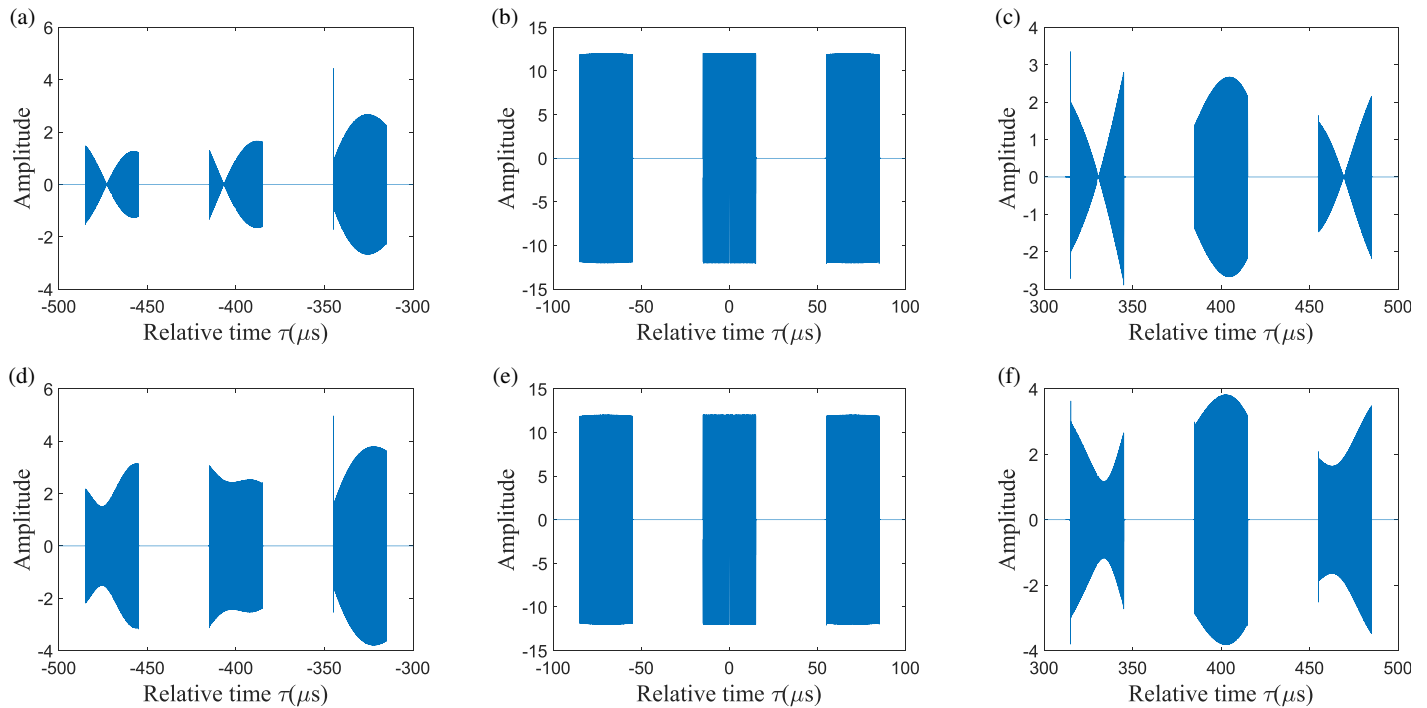 (a) (b) (c)
6 15 4
4 10 3
2 5 2
0 0 1
-2 -5 0
-4 -10 -1
-15 -2
-3
Amplitude Amplitude Amplitude
-500 -450 -400 -350 -300 -100 -50 0 50 100 300 350 400 450 500
Relative time τ(μs) Relative time τ(μs) Relative time τ(μs)
(d) (e) (f)
6 15 4
4 10 2
2 5 0
0 0 -2
-2 -5 -4
-4 -10
-15
Amplitude Amplitude Amplitude
-500 -450 -400 -350 -300 -100 -50 0 50 100 300 350 400 450 500
Relative time τ(μs) Relative time τ(μs) Relative time τ(μs)